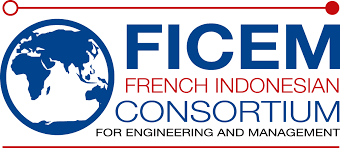 FICEM
FRENCH INDONESIAN
CONSORTIUM
FOR ENGINEERING AND MANAGEMENT